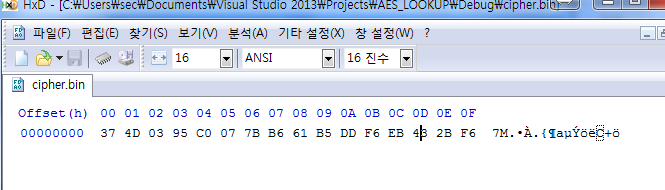 HxD - [C:₩Users₩sec₩Documents₩Visual Studio 2013₩Projects₩AES_LOOKUP₩Debug₩cipher.bin]
파일(F) 편집(E) 찾기(S) 보기(V) 분석(A) 기타 설정(X) 창 설정(W) ?
16 ANSI 16 진수
cipher.bin
Offset(h) 00 01 02 03 04 05 06 07 08 09 0A 0B 0C 0D 0E 0F
00000000 37 4D 03 95 C0 07 7B B6 61 B5 DD F6 EB 43 2B F6 7M.•À.{¶aµÝöëC+ö